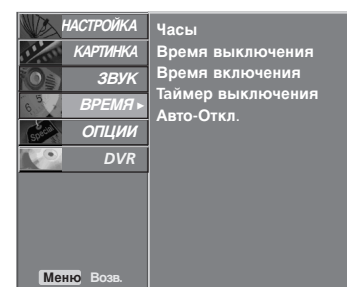 НАСТРОЙКА
КАРТИНКА
ЗВУК
ВРЕМЯ
ОПЦИИ
DVR
Часы
Время выключения
Время включения
Таймер выключения
Авто-Откл.
Меню Возв.